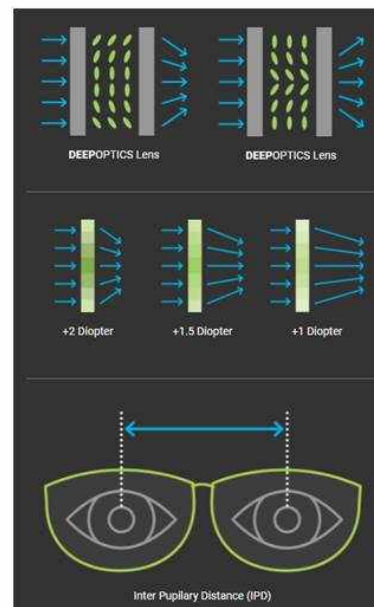 DEEPOPTICS Lens DEEPOPTICS Lens
+2 Diopter +1.5 Diopter +1 Diopter
Inter Pupilary Distance (IPD)